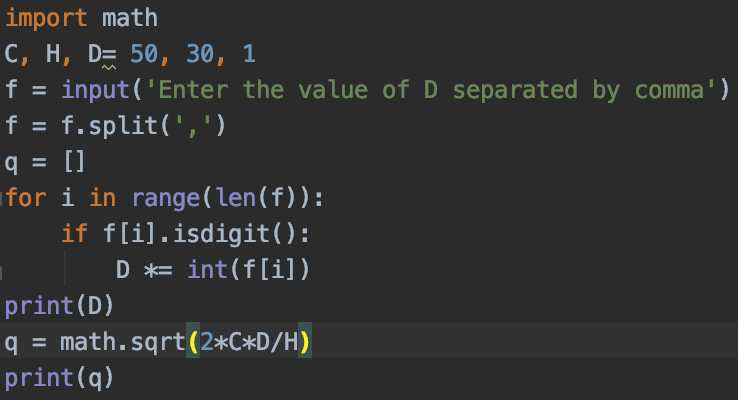 import math
C, H, D= 50, 30, 1
f = input('Enter the value of D separated by comma')
f = f.split(',')
q = []
for i in range(len(f)):
    if f[i].isdigit():
        D *= int(f[i])
print(D)
q = math.sqrt(2*C*D/H)
print(q)